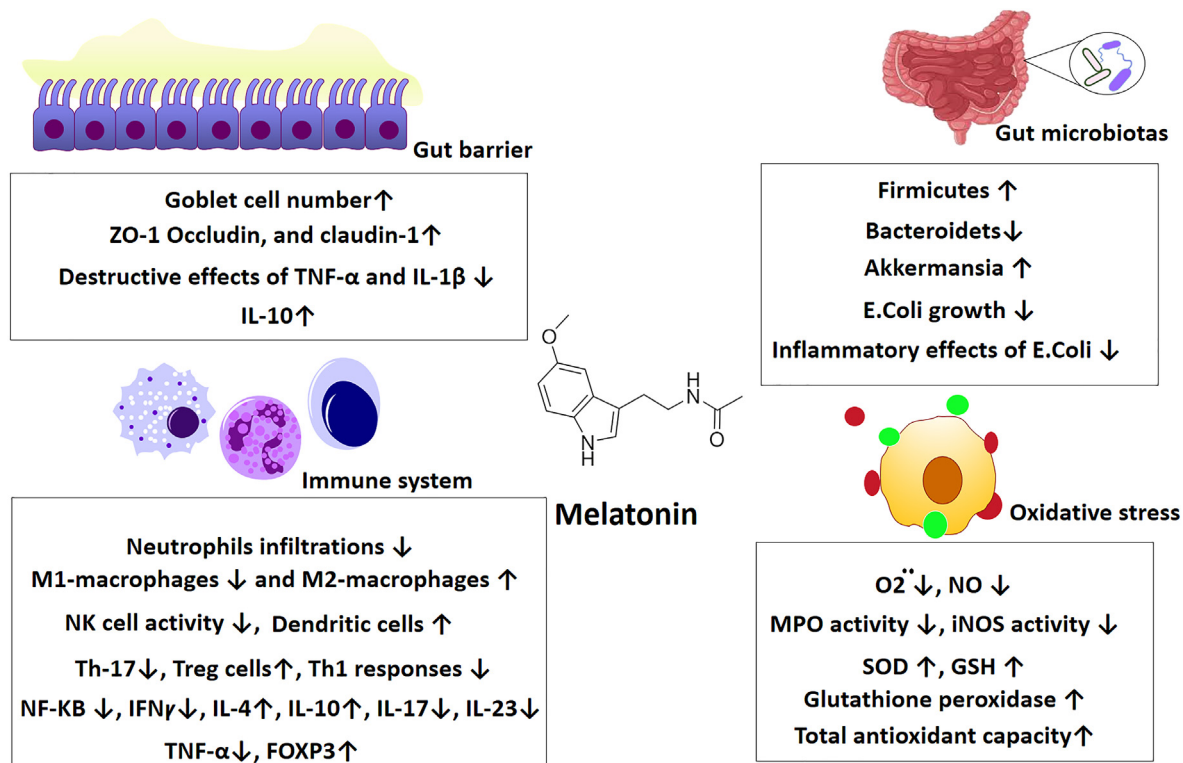 Gut barrier
Goblet cell number↑
ZO-1 Occludin, and claudin-1↑
Destructive effects of TNF-α and IL-1β ↓
IL-10↑
Gut microbiotas
Firmicutes ↑
Bacteroidets↓
Akkermansia ↑
E.Coli growth ↓
Inflammatory effects of E.Coli ↓
O
H
N
O
N
H
Melatonin
Immune system
Neutrophils infiltrations ↓
M1-macrophages ↓ and M2-macrophages ↑
NK cell activity ↓, Dendritic cells ↑
Th-17↓, Treg cells↑, Th1 responses ↓
NF-KB ↓, IFNγ↓, IL-4↑, IL-10↑, IL-17↓, IL-23↓
TNF-α↓, FOXP3↑
Oxidative stress
O2¨↓, NO ↓
MPO activity ↓, iNOS activity ↓
SOD ↑, GSH ↑
Glutathione peroxidase ↑
Total antioxidant capacity↑